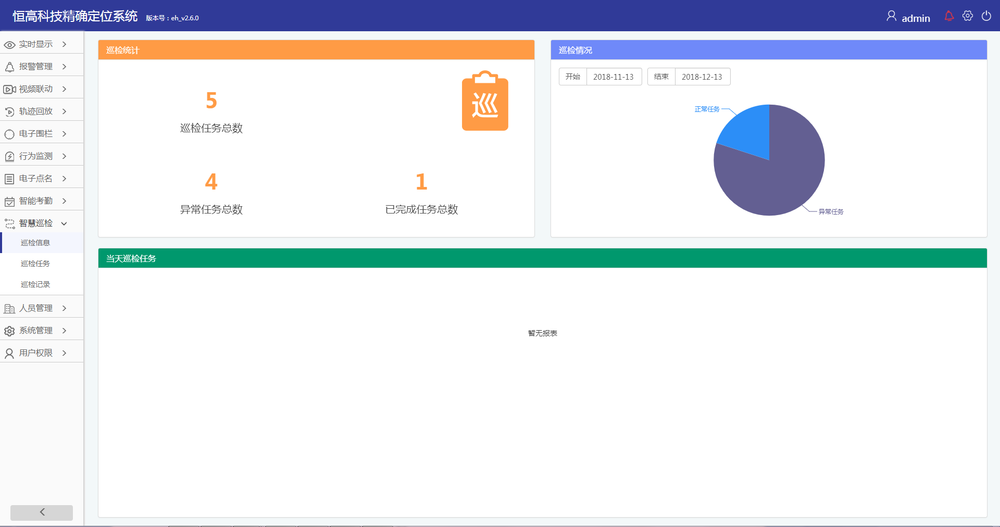 恒高科技精确定位系统 版本号：eh_v2.6.0
admin
实时显示
报警管理
视频联动
轨迹回放
电子围栏
行为监测
电子点名
智能考勤
智慧巡检
巡检信息
巡检任务
巡检记录
人员管理
系统管理
用户权限
巡检统计
5
巡检任务总数
巡
4
异常任务总数
1
已完成任务总数
巡检情况
开始 2018-11-13 结束 2018-12-13
正常任务
异常任务
当天巡检任务
暂无报表